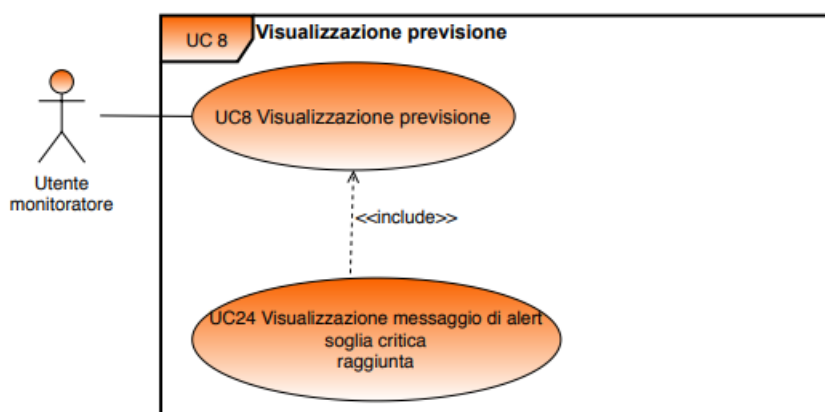 UC 8
Visualizzazione previsione
UC8 Visualizzazione previsione
Utente
monitoratore
<<include>>
UC24 Visualizzazione messaggio di alert
soglia critica
raggiunta